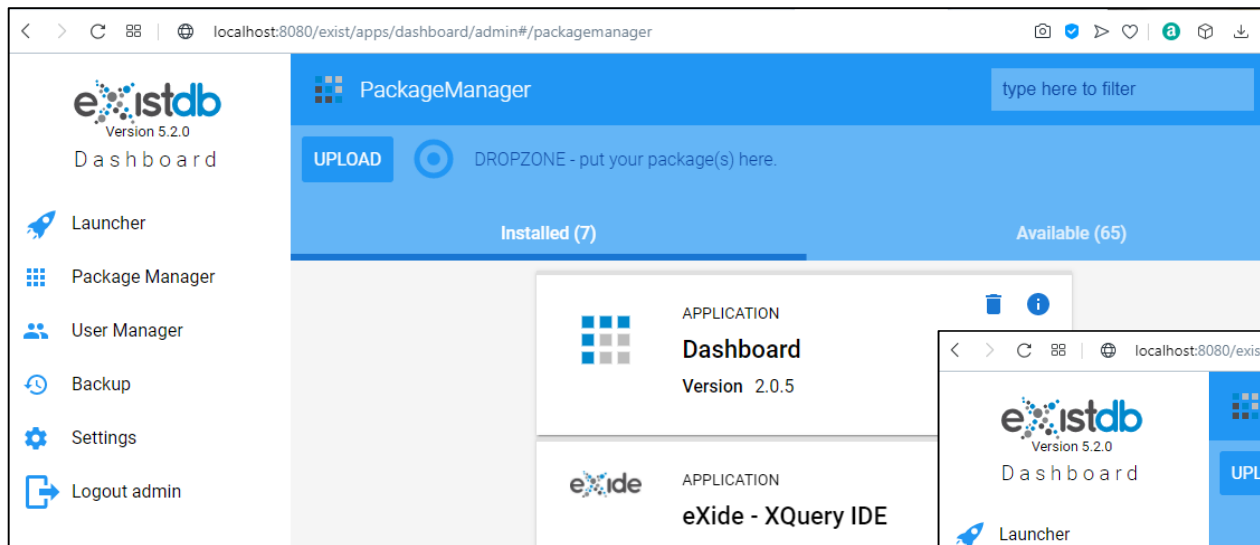 localhost:8080/exist/apps/dashboard/admin#/packagemanager
existdb
Version 5.2.0
Dashboard
Launcher
Package Manager
User Manager
Backup
Settings
Logout admin
PackageManager
type here to filter
UPLOAD
DROPZONE - put your package(s) here.
Installed (7)
Available (65)
APPLICATION
Dashboard
Version 2.0.5
eXide
APPLICATION
eXide - XQuery IDE
localhost:8080/exis
existdb
Version 5.2.0
Dashboard
Launcher
UPL